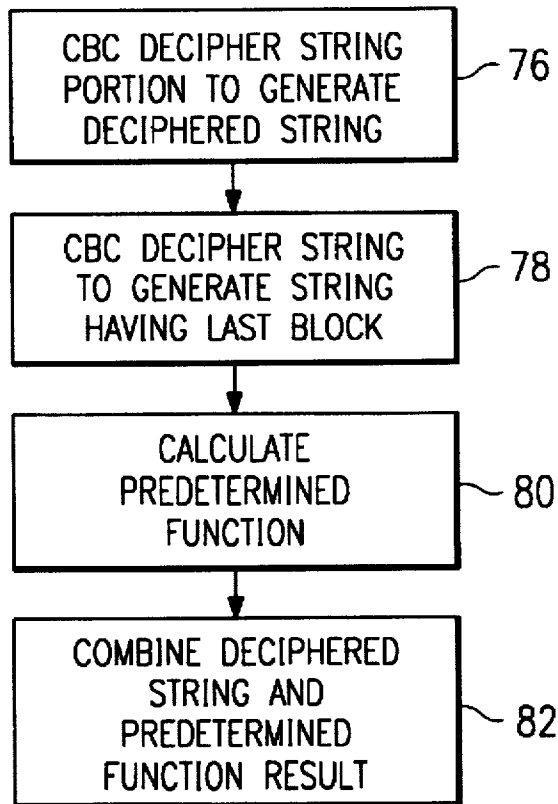 CBC DECIPHER STRING
PORTION TO GENERATE
DECIPHERED STRING
76
CBC DECIPHER STRING
TO GENERATE STRING
HAVING LAST BLOCK
78
CALCULATE
PREDETERMINED
FUNCTION
80
COMBINE DECIPHERED
STRING AND
PREDETERMINED
FUNCTION RESULT
82